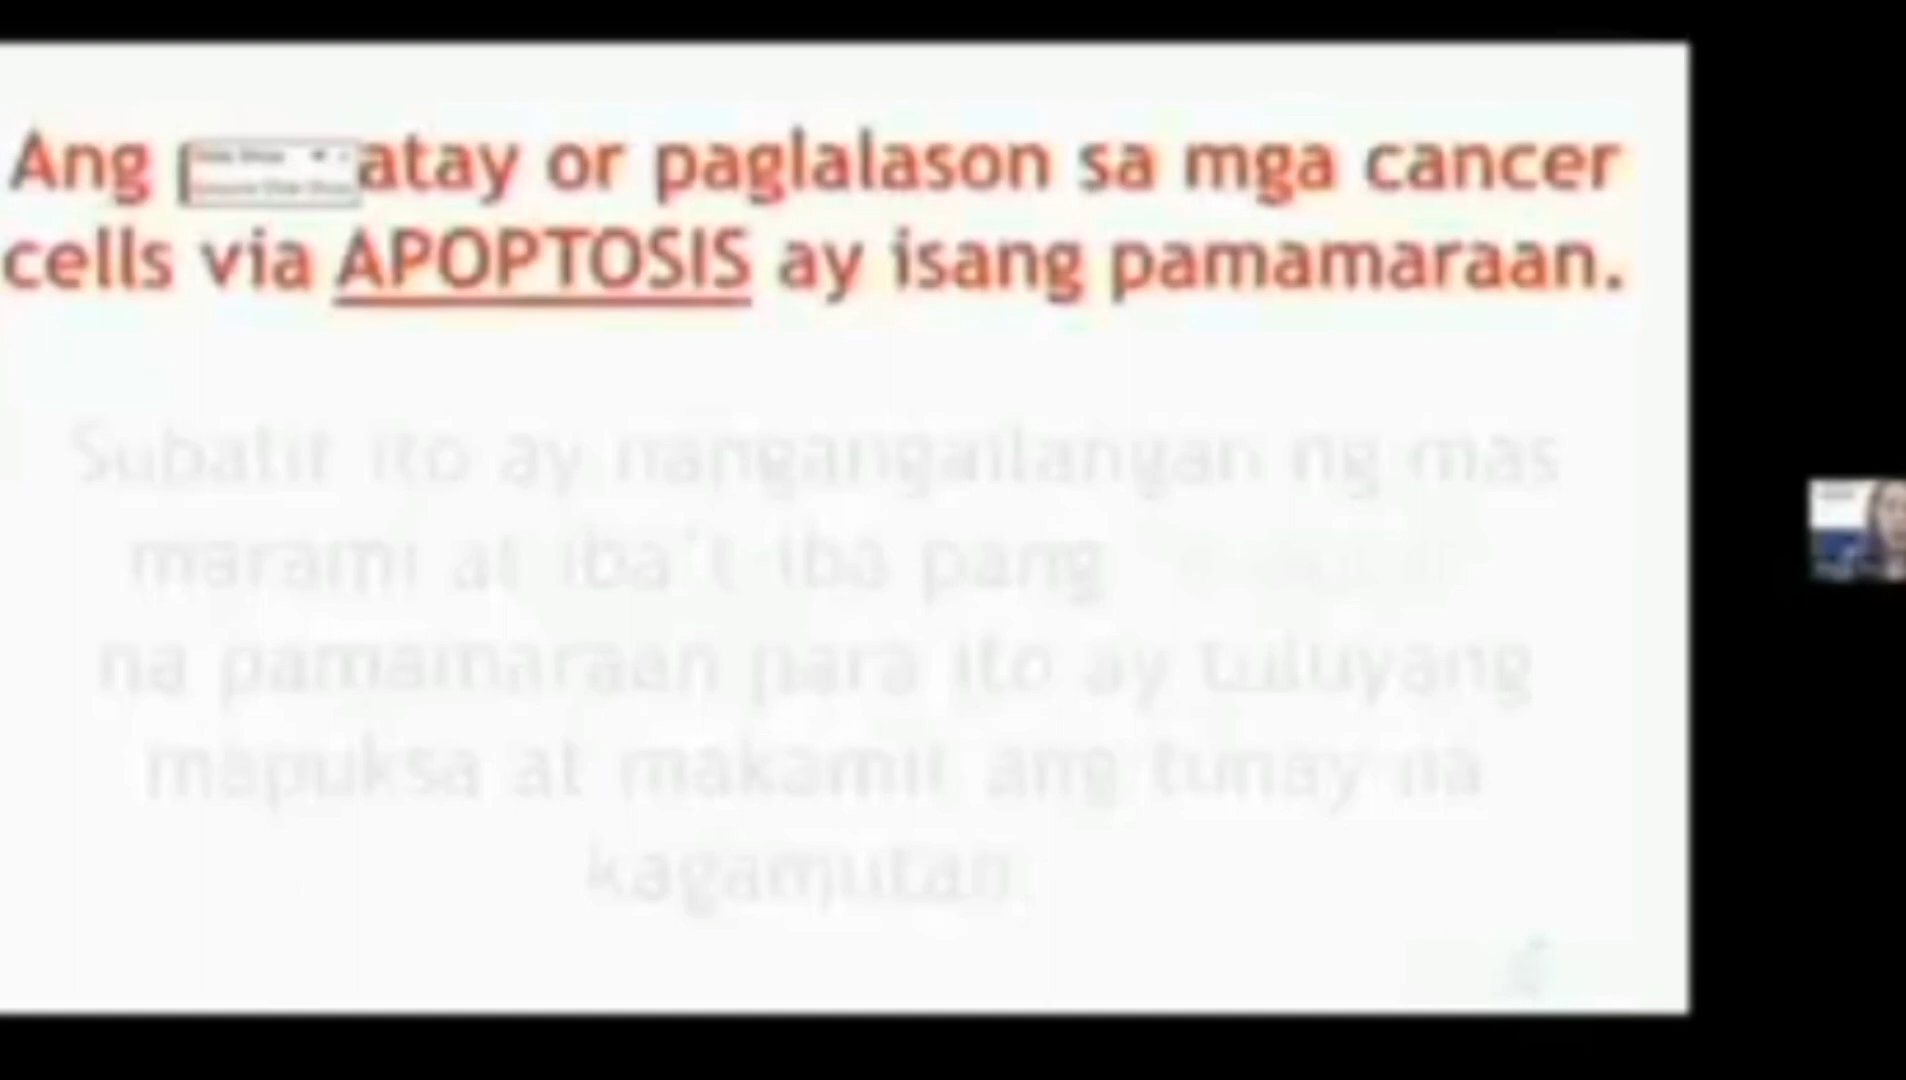 Ang atay or paglalason sa mga cancer
cells via APOPTOSIS ay isang pamamaraan.
Subalit ito ay nangangailangan ng mas
marami at iba't iba pang
na pamamaraan para ito ay tuluyang
mapuksa at makamit ang tunay na
kagamutan